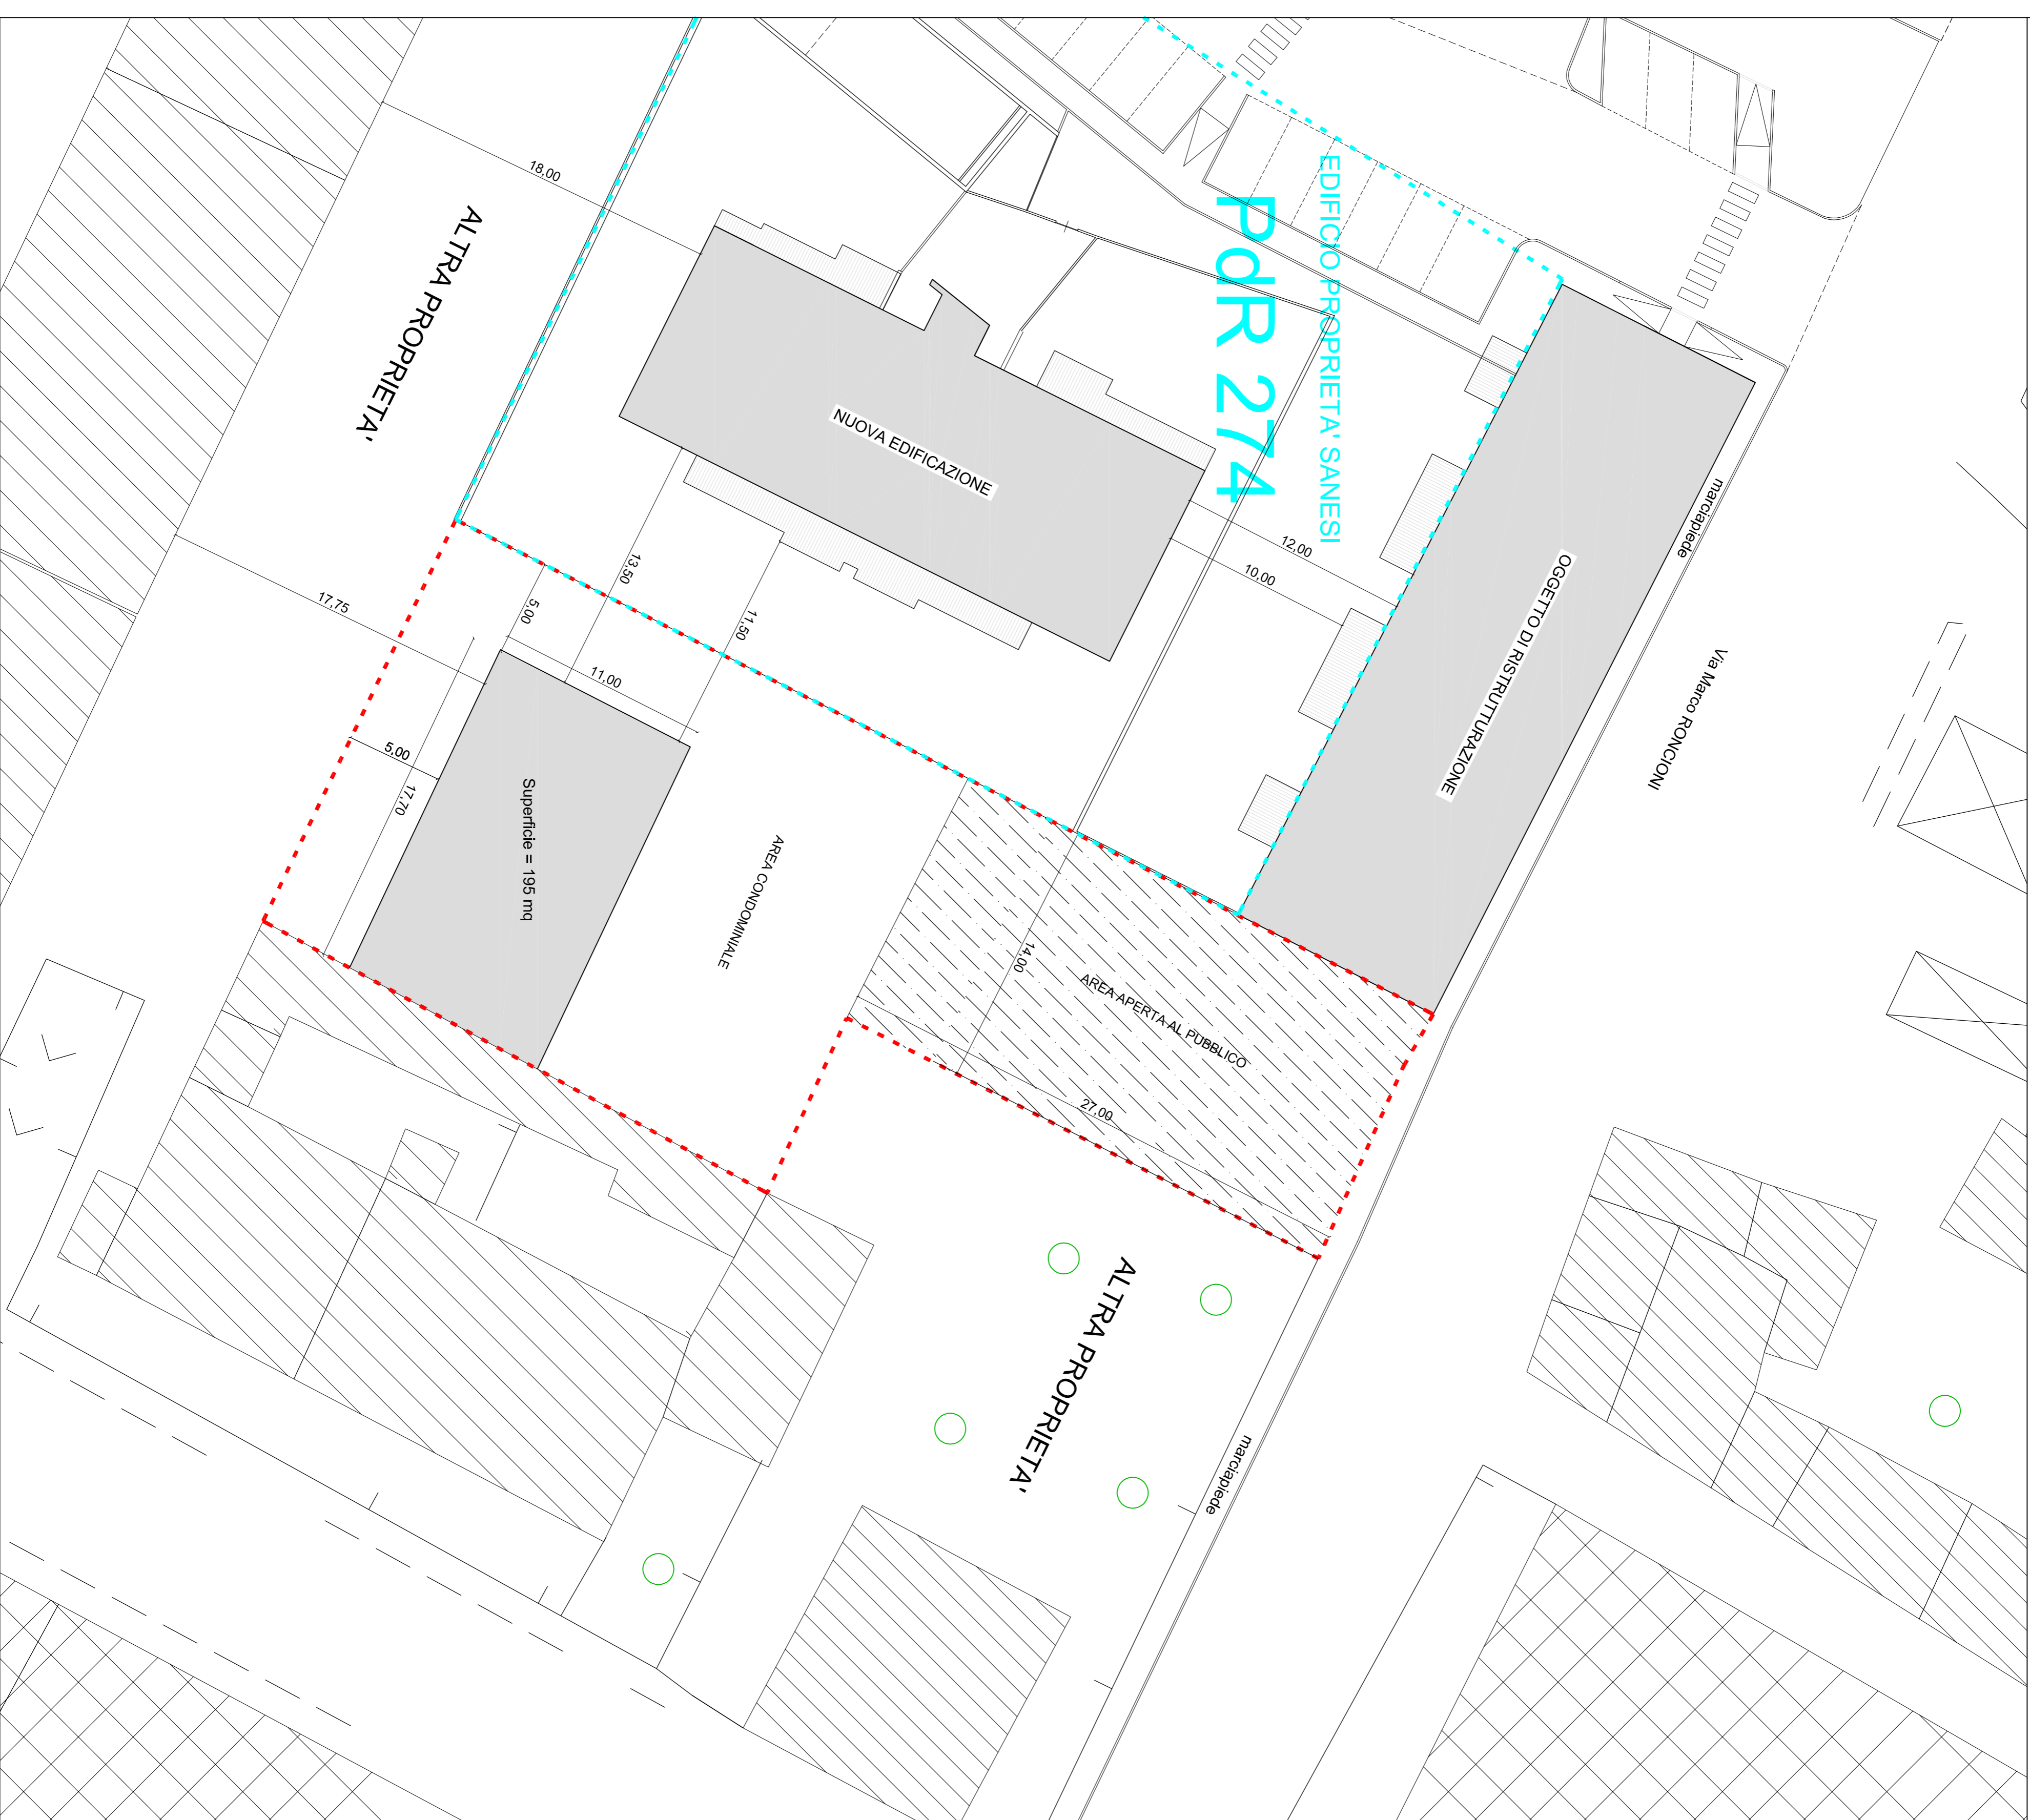 18,00
ALTRA PROPRIETA'
EDIFICIO PROPRIETA' SANESI
PdR 274
NUOVA EDIFICAZIONE
marciapiede
12,00
10,00
OGGETTO DI RISTRUTTURAZIONE
Via Marco RONCIONI
13,50
5,00
17,75
11,50
11,00
5,00
17,70
Superficie = 195 mq
AREA CONDOMINIALE
14,00
AREA APERTA AL PUBBLICO
27,00
ALTRA PROPRIETA'
marciapiede